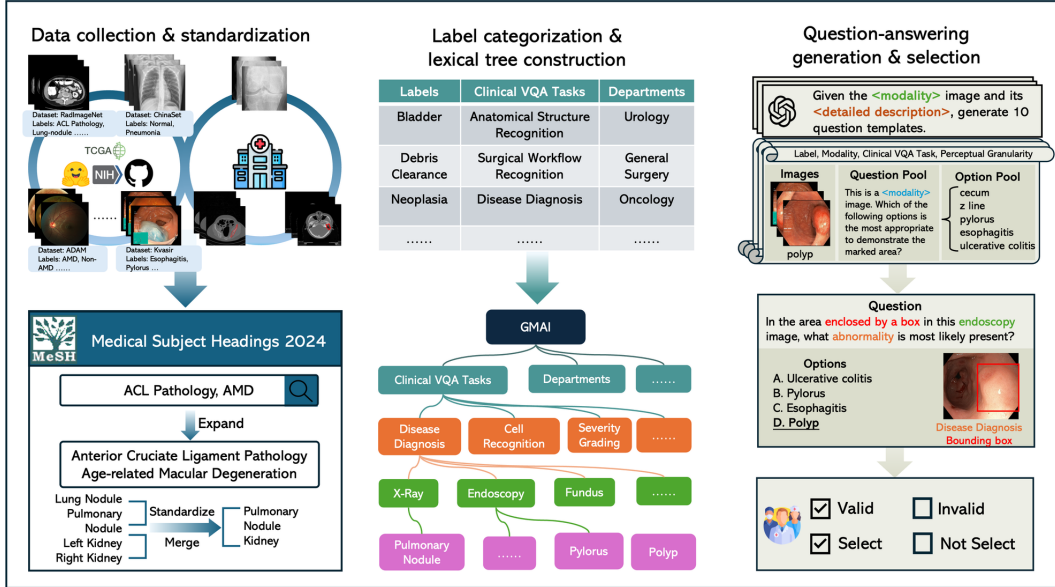 Data collection & standardization
Dataset: RadImageNet
Labels: ACL Pathology,
Lung-nodule ......
Dataset: ChinaSet
Labels: Normal,
Pneumonia
TCGA
NIH
......
Dataset: ADAM
Labels: AMD, Non-
AMD ......
Dataset: Kvasir
Labels: Esophagitis,
Pylorus ...
MeSH
Medical Subject Headings 2024
ACL Pathology, AMD
Expand
Anterior Cruciate Ligament Pathology
Age-related Macular Degeneration
Lung Nodule
Pulmonary
Nodule
Left Kidney
Right Kidney
Standardize
Merge
Pulmonary
Nodule
Kidney
Label categorization &
lexical tree construction
Labels Clinical VQA Tasks Departments
Bladder Anatomical Structure Recognition Urology
Debris Clearance Surgical Workflow Recognition General Surgery
Neoplasia Disease Diagnosis Oncology
...... ...... ......
GMAI
Clinical VQA Tasks Departments ......
Disease Diagnosis Cell Recognition Severity Grading ......
X-Ray Endoscopy Fundus ......
Pulmonary Nodule ...... Pylorus Polyp
Question-answering
generation & selection
Given the <modality> image and its
<detailed description>, generate 10
question templates.
Label, Modality, Clinical VQA Task, Perceptual Granularity
Images
polyp
Question Pool
This is a <modality>
image. Which of the
following options is
the most appropriate
to demonstrate the
marked area?
Option Pool
cecum
z line
pylorus
esophagitis
ulcerative colitis
Question
In the area enclosed by a box in this endoscopy
image, what abnormality is most likely present?
Options
A. Ulcerative colitis
B. Pylorus
C. Esophagitis
D. Polyp
Disease Diagnosis
Bounding box
Valid Invalid
Select Not Select